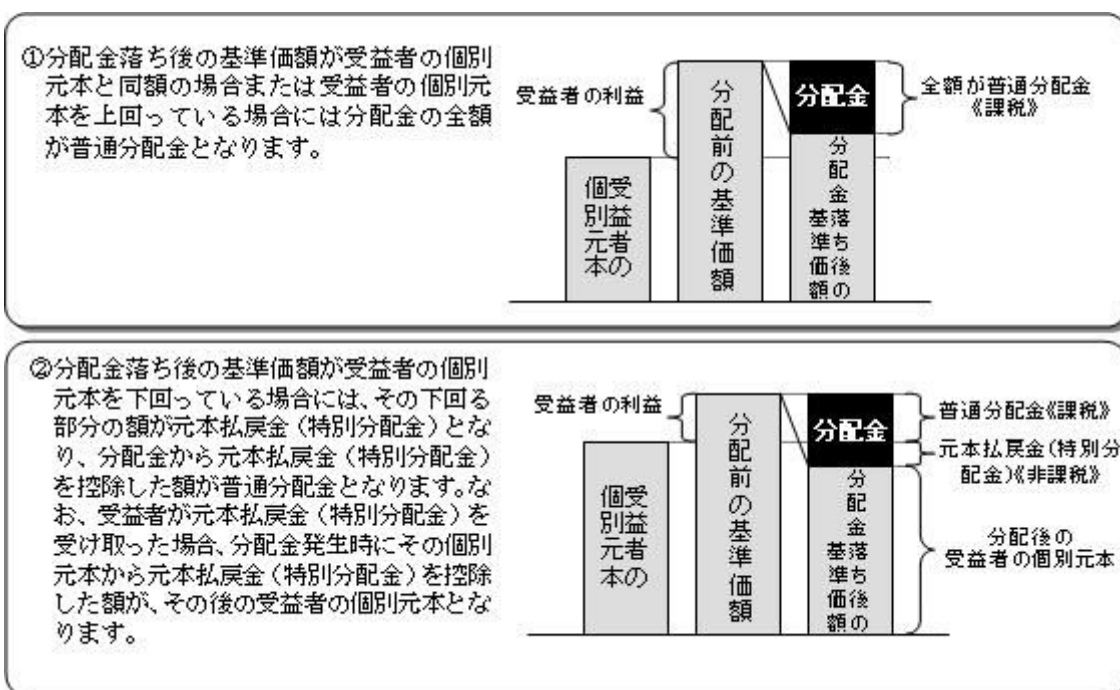 ①分配金落ち後の基準価額が受益者の個別
元本と同額の場合または受益者の個別元
本を上回っている場合には分配金の全額
が普通分配金となります。
受益者の利益
受益者の
個別元本
分配前の基準価額
分配金
分配金落ち後の
基準価額
全額が普通分配金
《課税》
②分配金落ち後の基準価額が受益者の個別
元本を下回っている場合には、その下回る
部分の額が元本払戻金(特別分配金)とな
り、分配金から元本払戻金(特別分配金)
を控除した額が普通分配金となります。な
お、受益者が元本払戻金(特別分配金)を
受け取った場合、分配金発生時にその個別
元本から元本払戻金(特別分配金)を控除
した額が、その後の受益者の個別元本とな
ります。
受益者の利益
受益者の
個別元本
分配前の基準価額
分配金
分配金落ち後の
基準価額
普通分配金《課税》
元本払戻金(特別分
配金)《非課税》
分配後の
受益者の個別元本